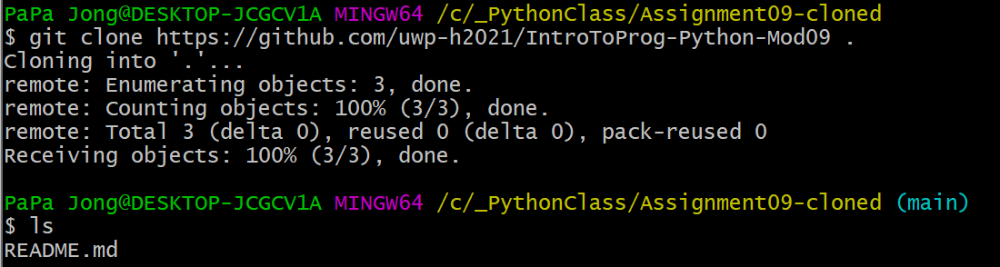 PaPa Jong@DESKTOP-JCGCV1A MINGW64 /c/_PythonClass/Assignment09-cloned
$ git clone https://github.com/uwp-h2021/IntroToProg-Python-Mod09 .
Cloning into '.'...
remote: Enumerating objects: 3, done.
remote: Counting objects: 100% (3/3), done.
remote: Total 3 (delta 0), reused 0 (delta 0), pack-reused 0
Receiving objects: 100% (3/3), done.
PaPa Jong@DESKTOP-JCGCV1A MINGW64 /c/_PythonClass/Assignment09-cloned (main)
$ ls
README.md